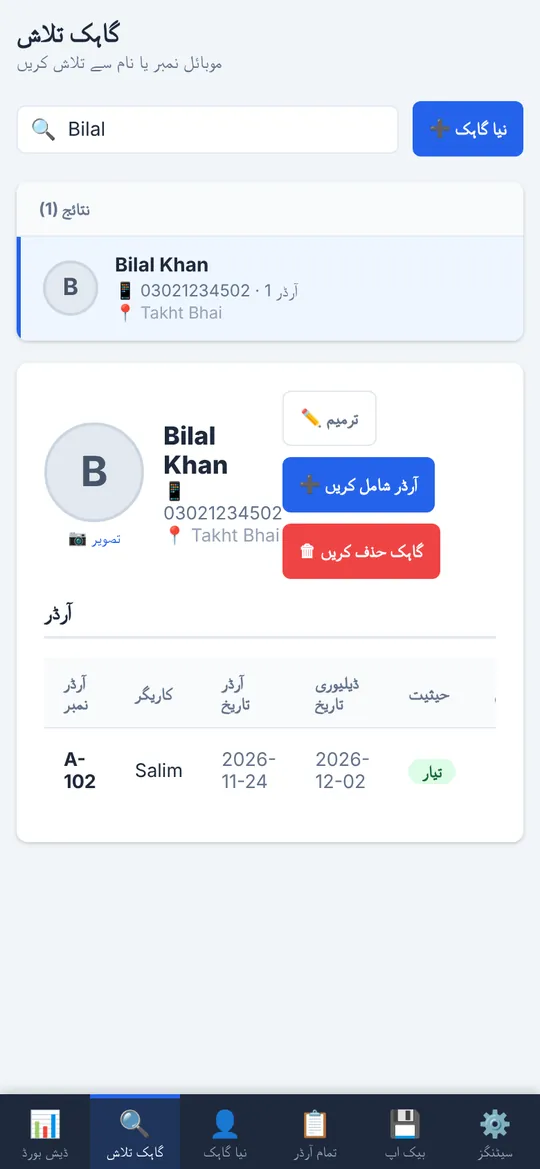 گاہک تلاش
موبائل نمبر یا نام سے تلاش کریں
🔍 Bilal
➕ نیا گاہک
نتائج (1)
B
Bilal Khan
📱 03021234502 · 1 آرڈر
📍 Takht Bhai
B
📷 تصویر
Bilal
Khan
📱
03021234502
📍 Takht Bhai
✏️ ترمیم
➕ آرڈر شامل کریں
🗑 گاہک حذف کریں
آرڈر
آرڈر نمبر
کاریگر
آرڈر تاریخ
ڈیلیوری تاریخ
حیثیت
A-102
Salim
2026-11-24
2026-12-02
تیار
ڈیش بورڈ
گاہک تلاش
نیا گاہک
تمام آرڈر
بیک اپ
سیٹنگز